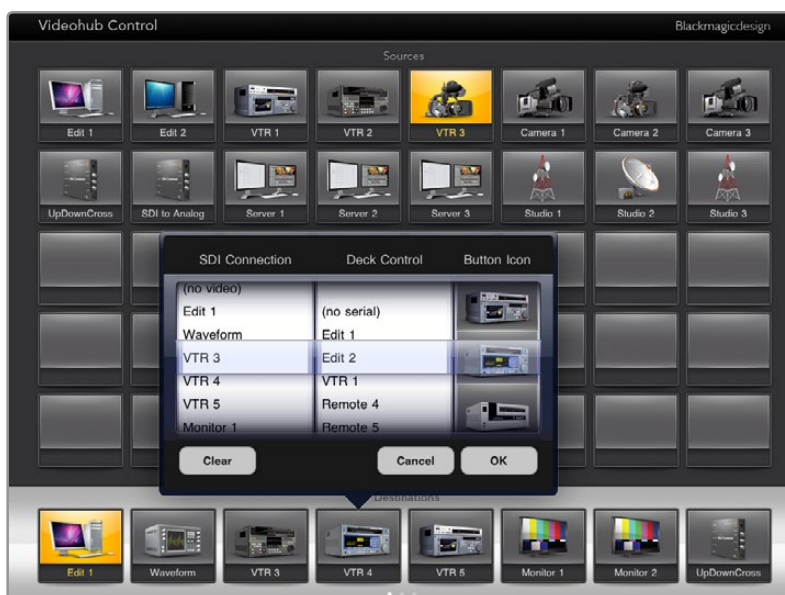 Videohub Control
Blackmagicdesign
Sources
Edit 1
Edit 2
VTR 1
VTR 2
VTR 3
Camera 1
Camera 2
Camera 3
UpDownCross
SDI to Analog
Server 1
Server 2
Server 3
Studio 1
Studio 2
Studio 3
SDI Connection
Deck Control
Button Icon
(no video)
Edit 1
(no serial)
Waveform
Edit 1
VTR 3
Edit 2
VTR 4
VTR 1
VTR 5
Remote 4
Monitor 1
Remote 5
Clear
Cancel
OK
Destinations
Edit 1
Waveform
VTR 3
VTR 4
VTR 5
Monitor 1
Monitor 2
UpDownCross